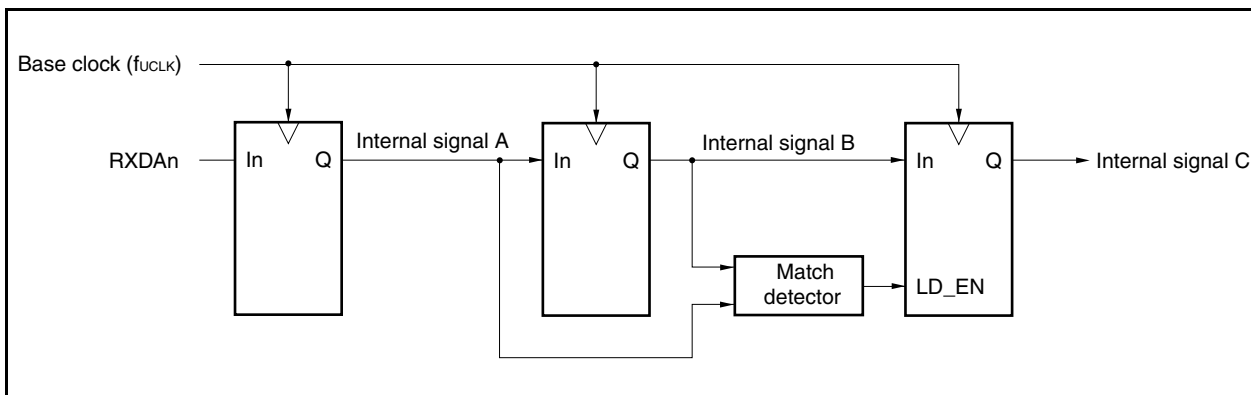 Base clock (fUCLK)
RXDAn
In
Q
Internal signal A
In
Q
Internal signal B
In
Q
Internal signal C
Match
detector
LD_EN